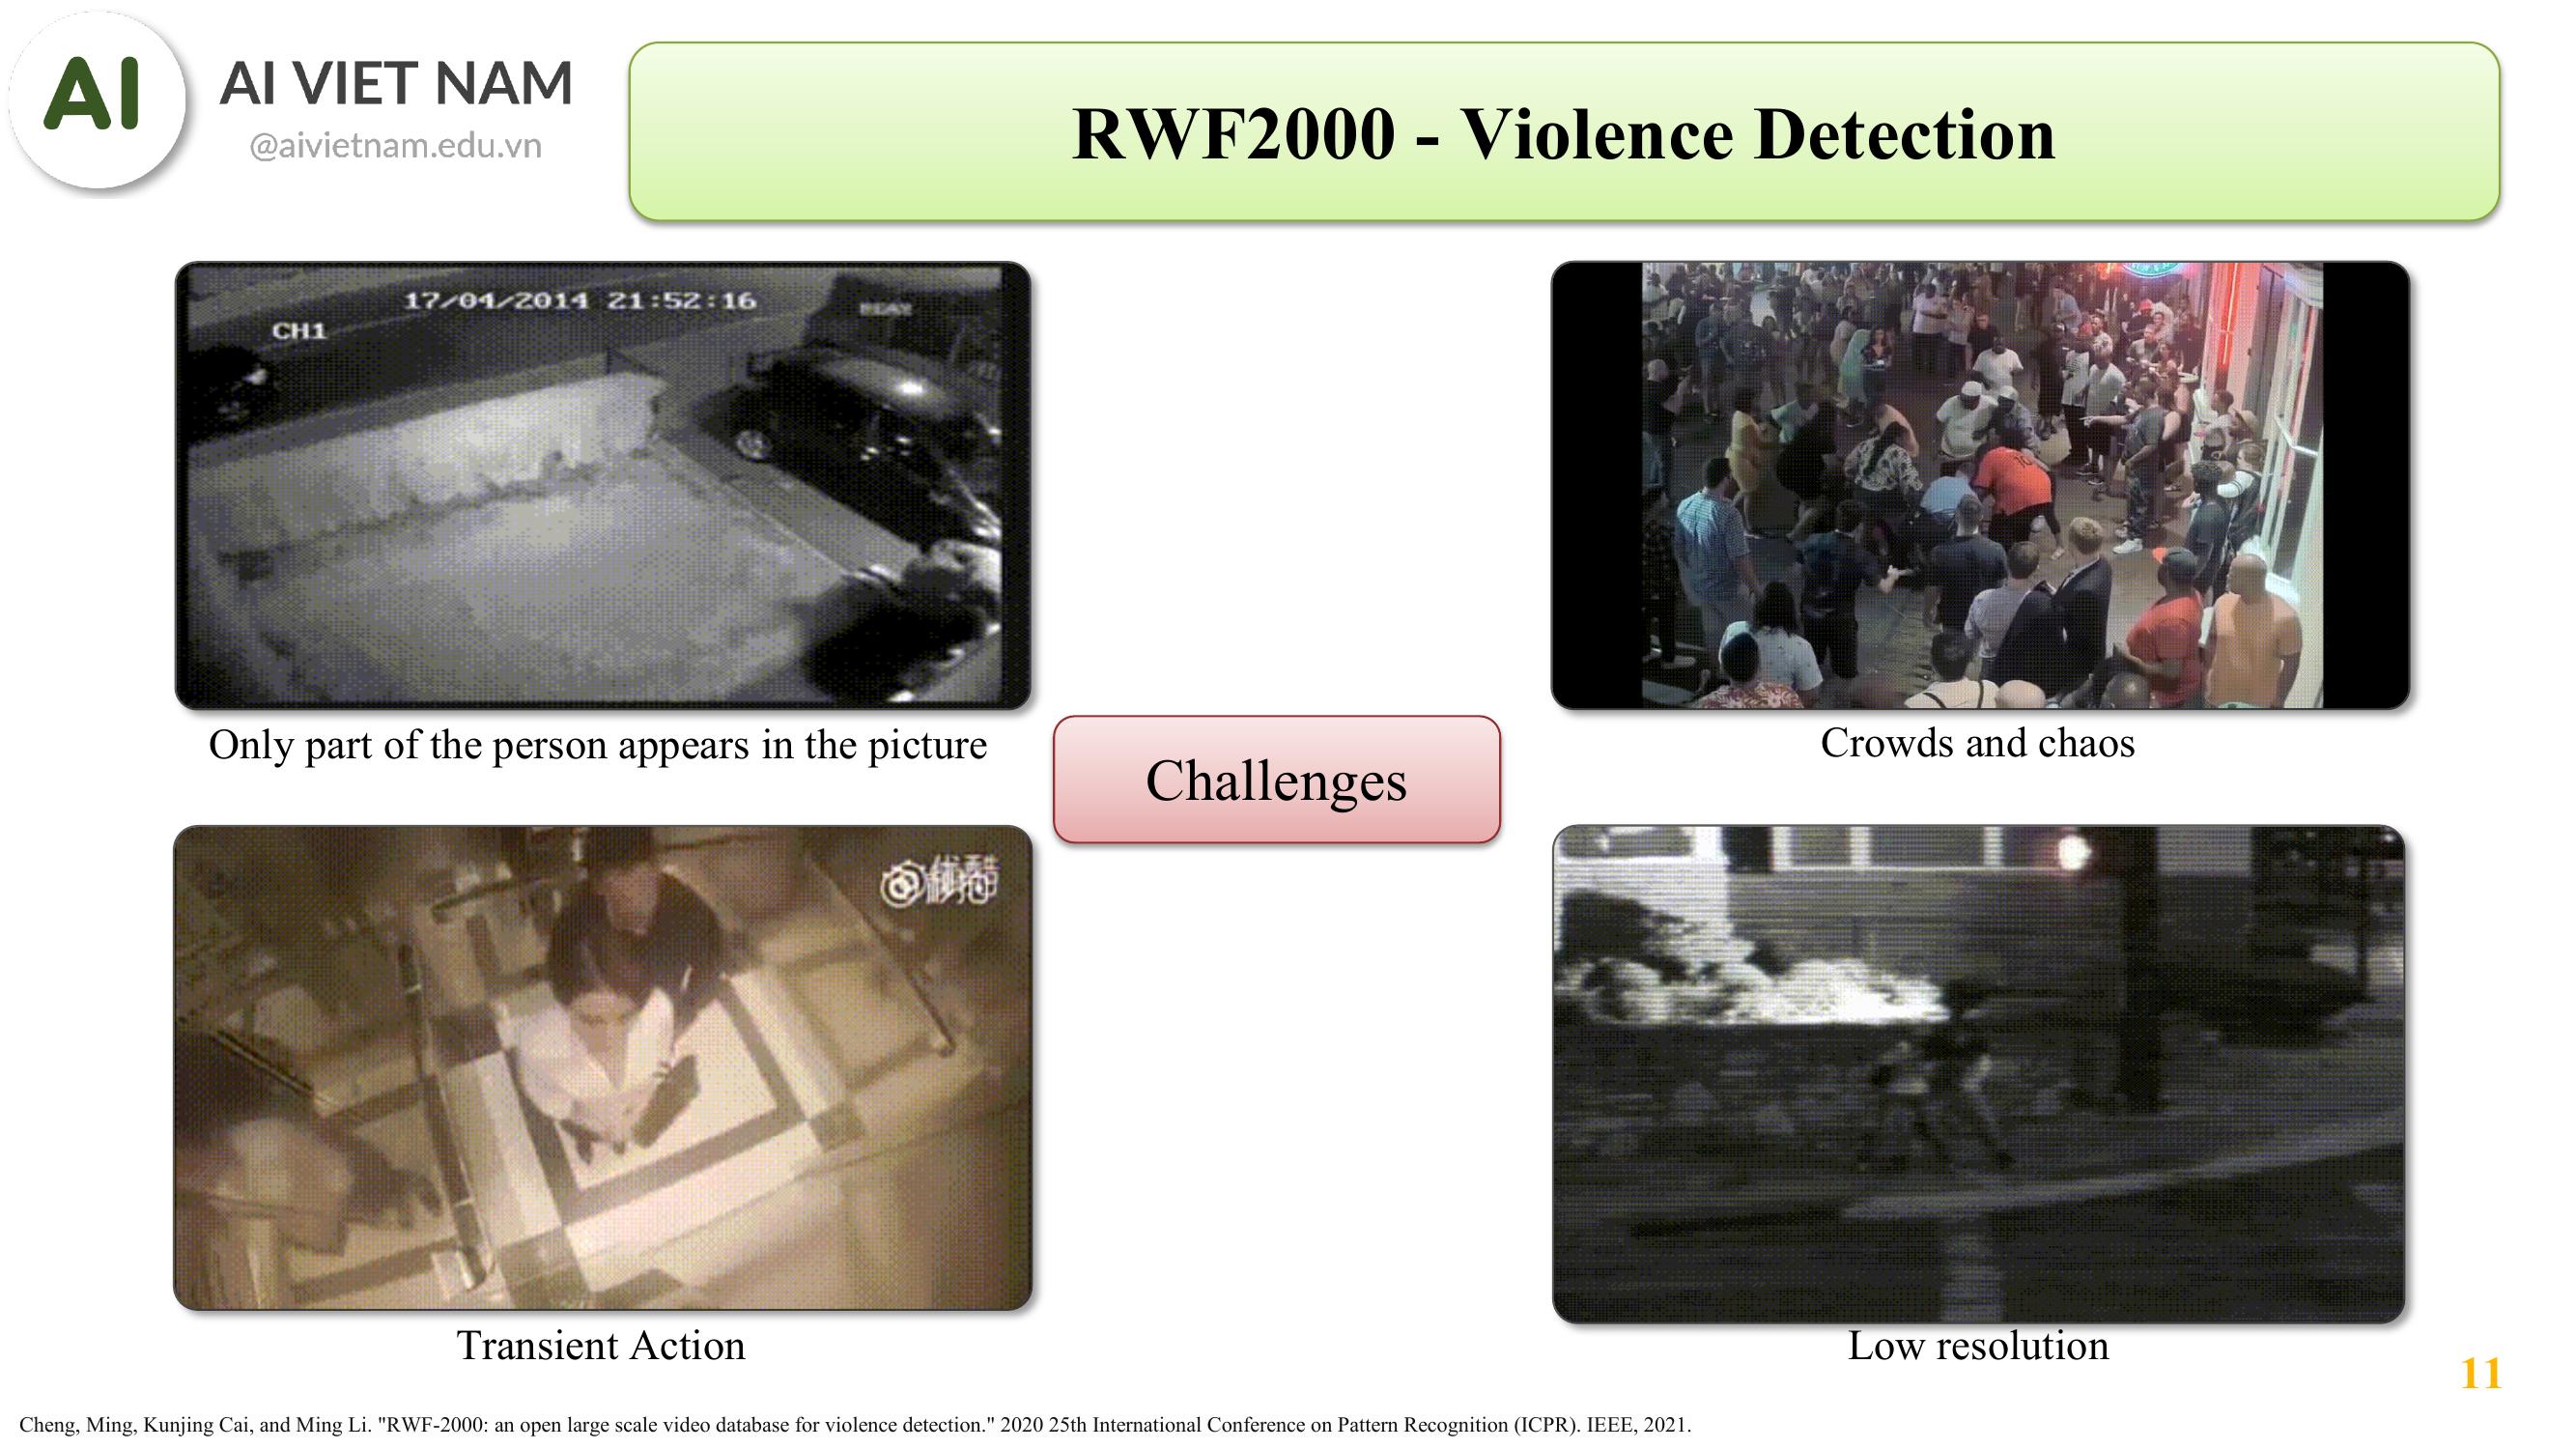 AI
AI VIET NAM
@aivietnam.edu.vn
RWF2000 - Violence Detection
17/04/2014 21:52:16
CH1
Only part of the person appears in the picture
Crowds and chaos
Challenges
Transient Action
Low resolution
11
Cheng, Ming, Kunjing Cai, and Ming Li. "RWF-2000: an open large scale video database for violence detection." 2020 25th International Conference on Pattern Recognition (ICPR). IEEE, 2021.